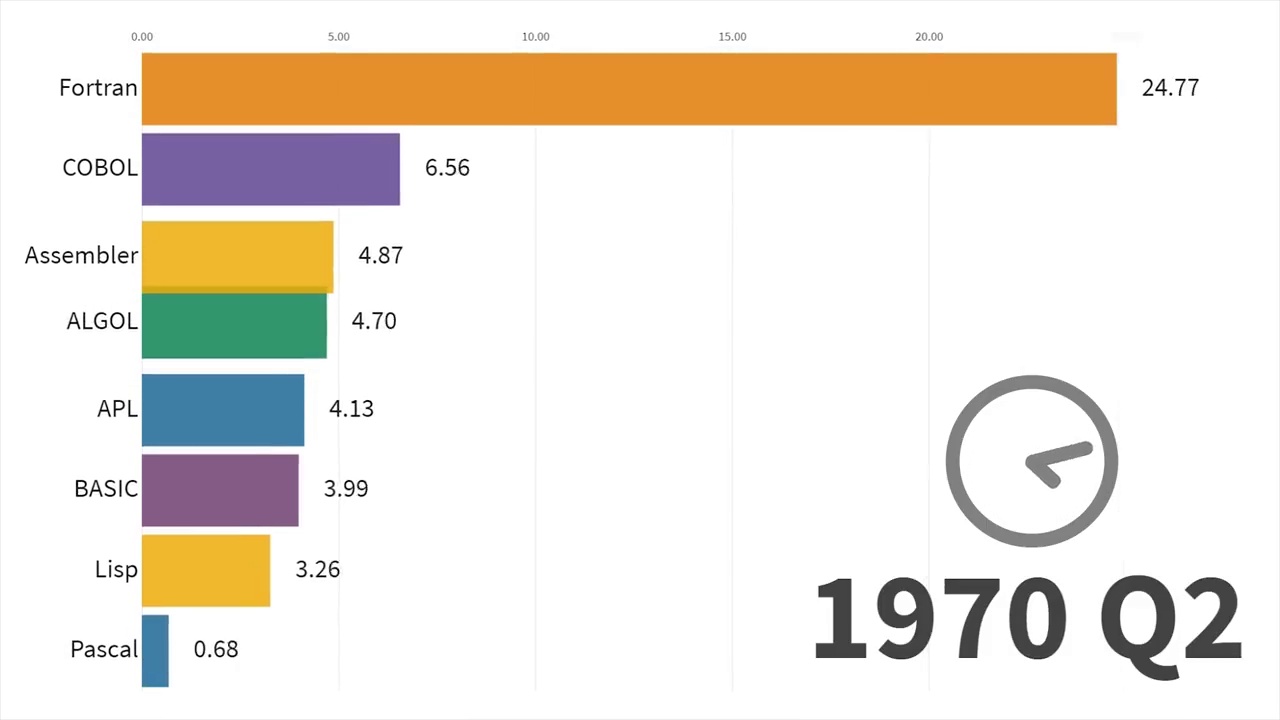 0.00 5.00 10.00 15.00 20.00
Fortran 24.77
COBOL 6.56
Assembler 4.87
ALGOL 4.70
APL 4.13
BASIC 3.99
Lisp 3.26
Pascal 0.68
1970 Q2